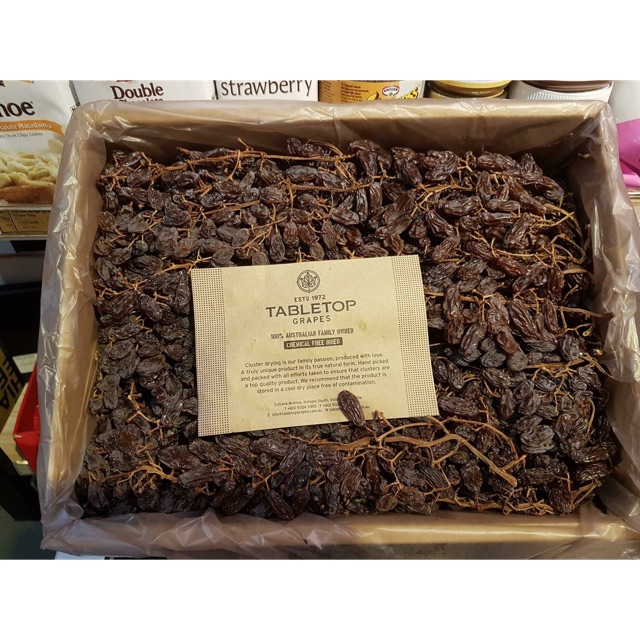 Double
strawberry
noe
White Macadamia
ESTR 1972
TABLETOP
GRAPES
100% AUSTRALIAN FAMILY OWNED
CHEMICAL FREE DRIED
Cluster drying is our family passion, produced with love.
A truly unique product in its true natural form. Hand picked
and packed with all efforts taken to ensure that clusters are
a top quality product. We recommend that the product is
stored in a cool dry place free of contamination.